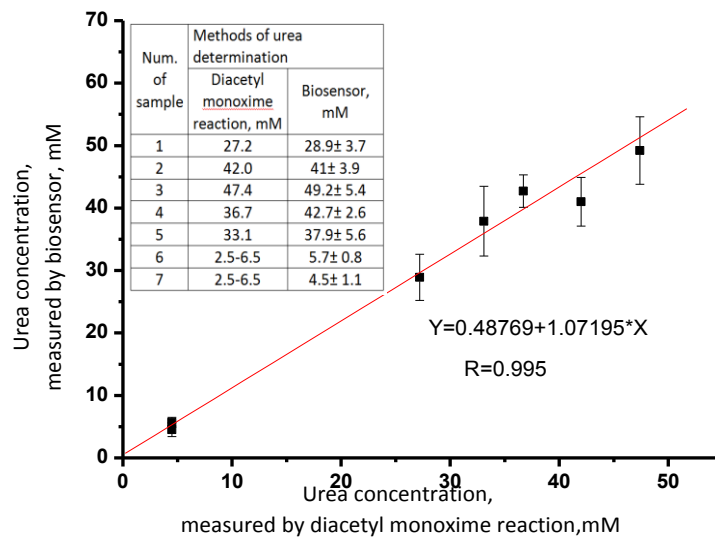 Urea concentration,
measured by biosensor, mM
70
60
50
40
30
20
10
0
Num. of sample
Methods of urea determination
Diacetyl monoxime reaction, mM
Biosensor, mM
1 27.2 28.9± 3.7
2 42.0 41± 3.9
3 47.4 49.2± 5.4
4 36.7 42.7± 2.6
5 33.1 37.9± 5.6
6 2.5-6.5 5.7± 0.8
7 2.5-6.5 4.5± 1.1
Y=0.48769+1.07195*X
R=0.995
0 10 20 30 40 50
Urea concentration,
measured by diacetyl monoxime reaction,mM